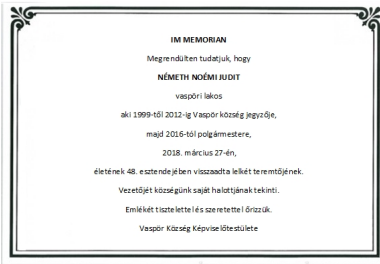 IM MEMORIAN
Megrendülten tudatjuk, hogy
NÉMETH NOÉMI JUDIT
vaspöri lakos
aki 1999-től 2012-ig Vaspör község jegyzője,
majd 2016-tól polgármestere,
2018. március 27-én,
életének 48. esztendejében visszaadta lelkét teremtőjének.
Vezetőjét községünk saját halottjának tekinti.
Emlékét tisztelettel és szeretettel őrizzük.
Vaspör Község Képviselőtestülete